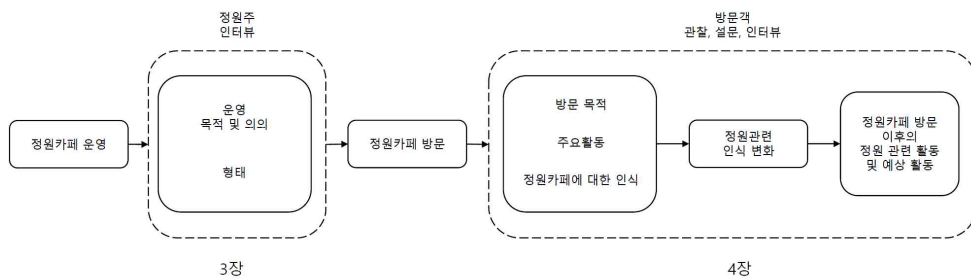 정원주
인터뷰
방문객
관찰, 설문, 인터뷰
정원카페 운영
운영
목적 및 의의
형태
정원카페 방문
방문 목적
주요활동
정원카페에 대한 인식
정원관련
인식 변화
정원카페 방문
이후의
정원 관련 활동
및 예상 활동
3장
4장